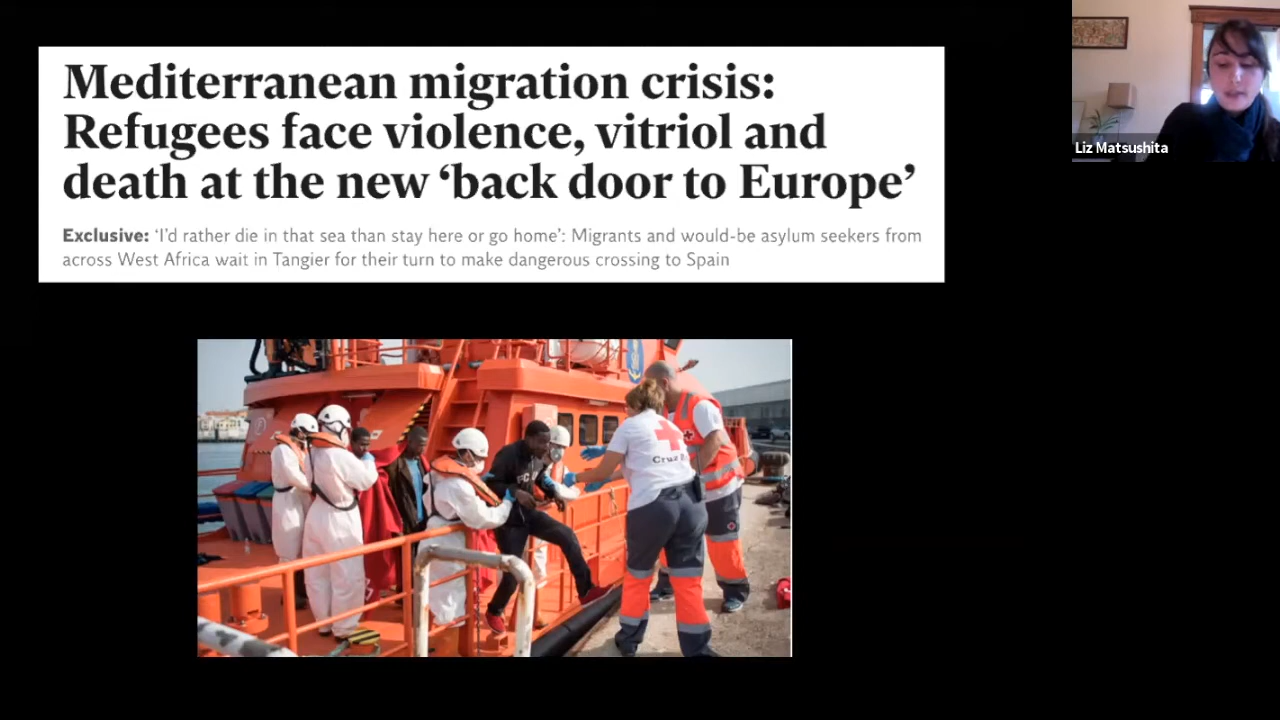 Mediterranean migration crisis:
Refugees face violence, vitriol and
death at the new ‘back door to Europe’
Exclusive: ‘I’d rather die in that sea than stay here or go home’: Migrants and would-be asylum seekers from
across West Africa wait in Tangier for their turn to make dangerous crossing to Spain
Liz Matsushita
Cruz